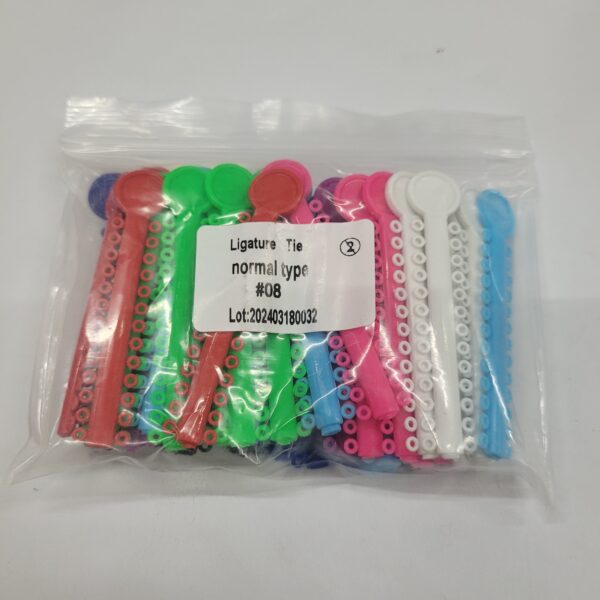 Ligature Tie
normal type
#08
Lot:202403180032